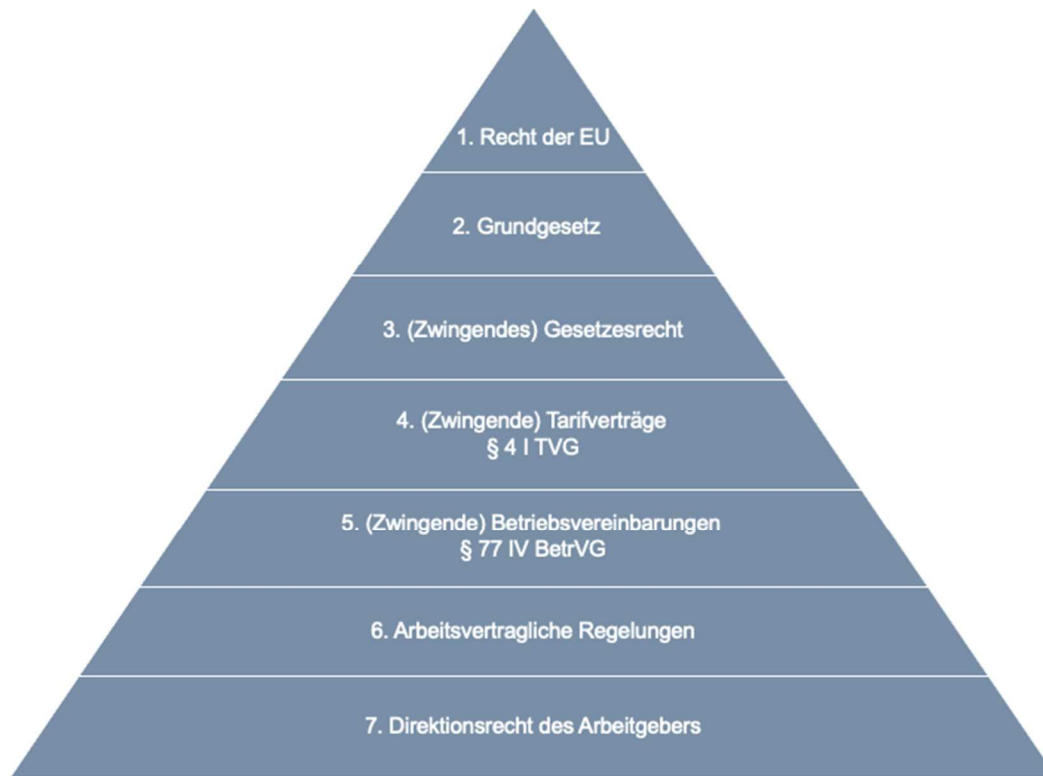 1. Recht der EU
2. Grundgesetz
3. (Zwingendes) Gesetzesrecht
4. (Zwingende) Tarifverträge
§ 4 I TVG
5. (Zwingende) Betriebsvereinbarungen
§ 77 IV BetrVG
6. Arbeitsvertragliche Regelungen
7. Direktionsrecht des Arbeitgebers